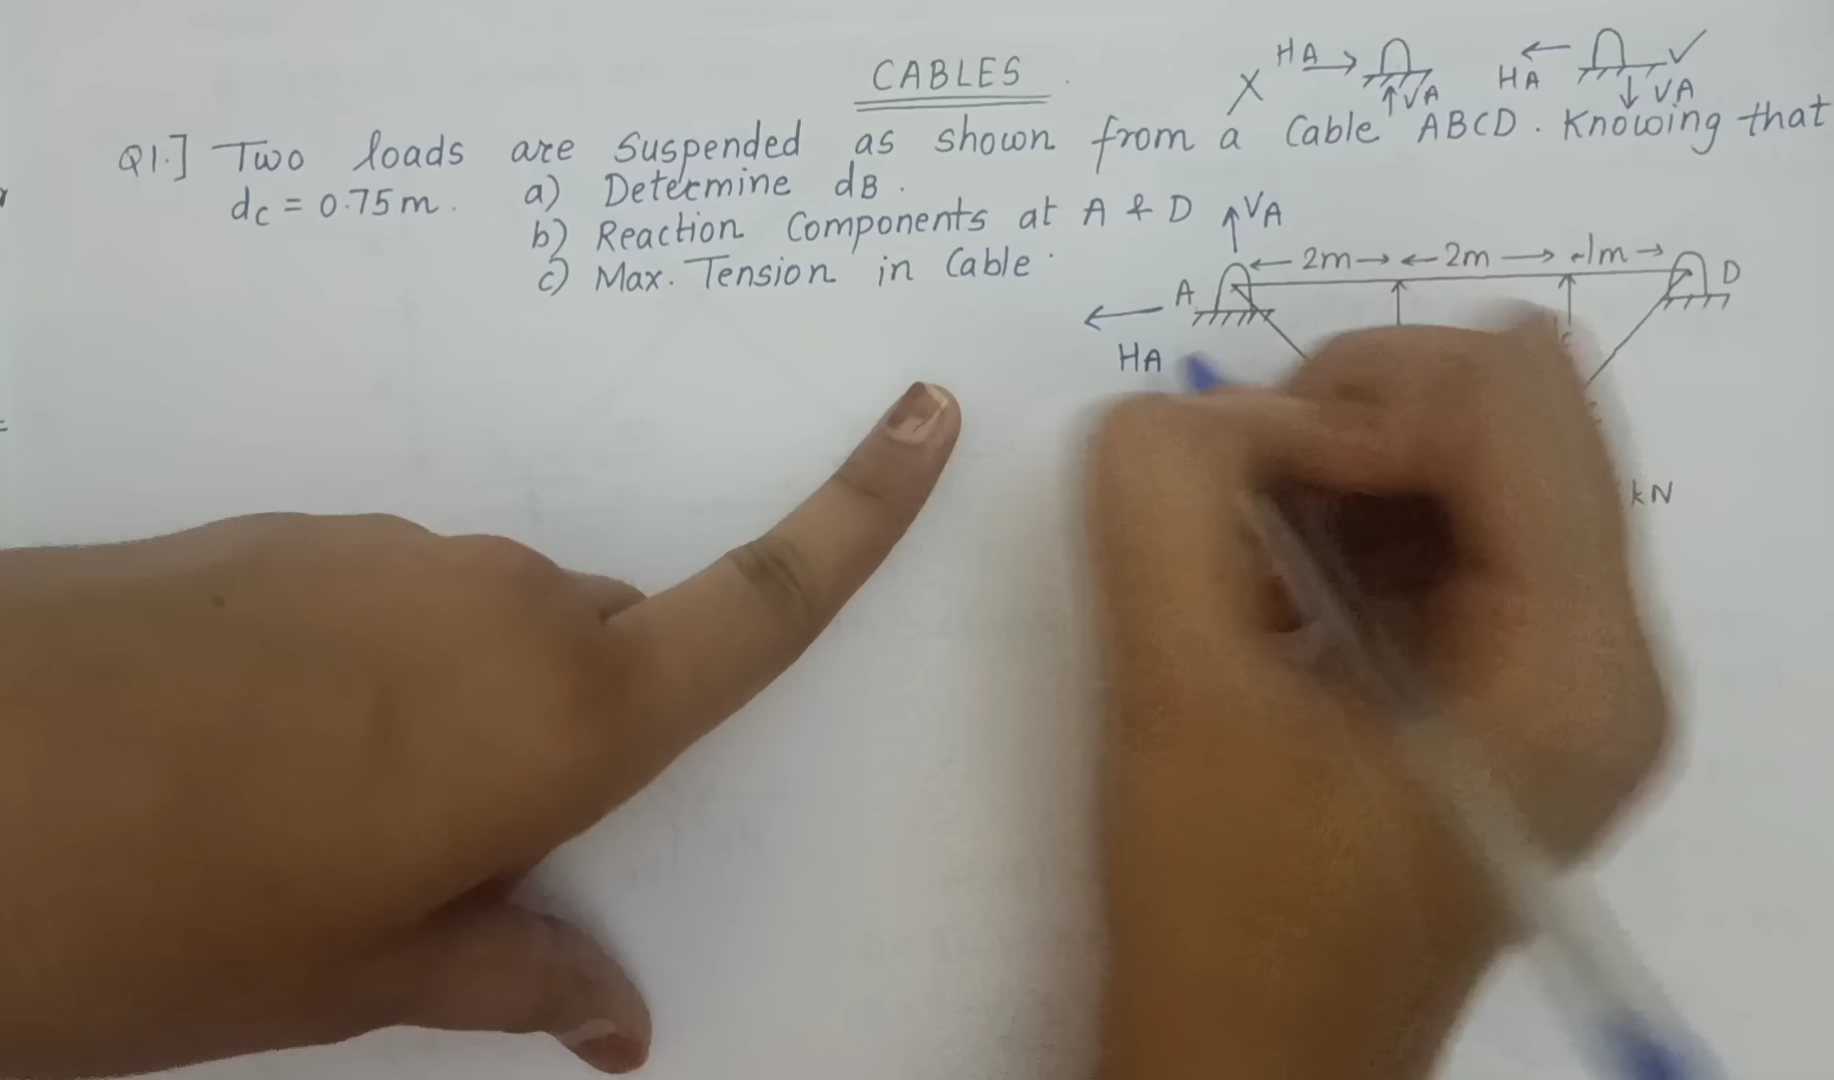 CABLES
X HA → ↑VA
← HA ↓ VA ✓
Q1.] Two loads are suspended as shown from a Cable ABCD. Knowing that
dc = 0.75m. a) Determine dB.
b) Reaction Components at A & D
c) Max. Tension in Cable.
↑VA
←2m→ ←2m→ 1m→
A D
←
HA
kN